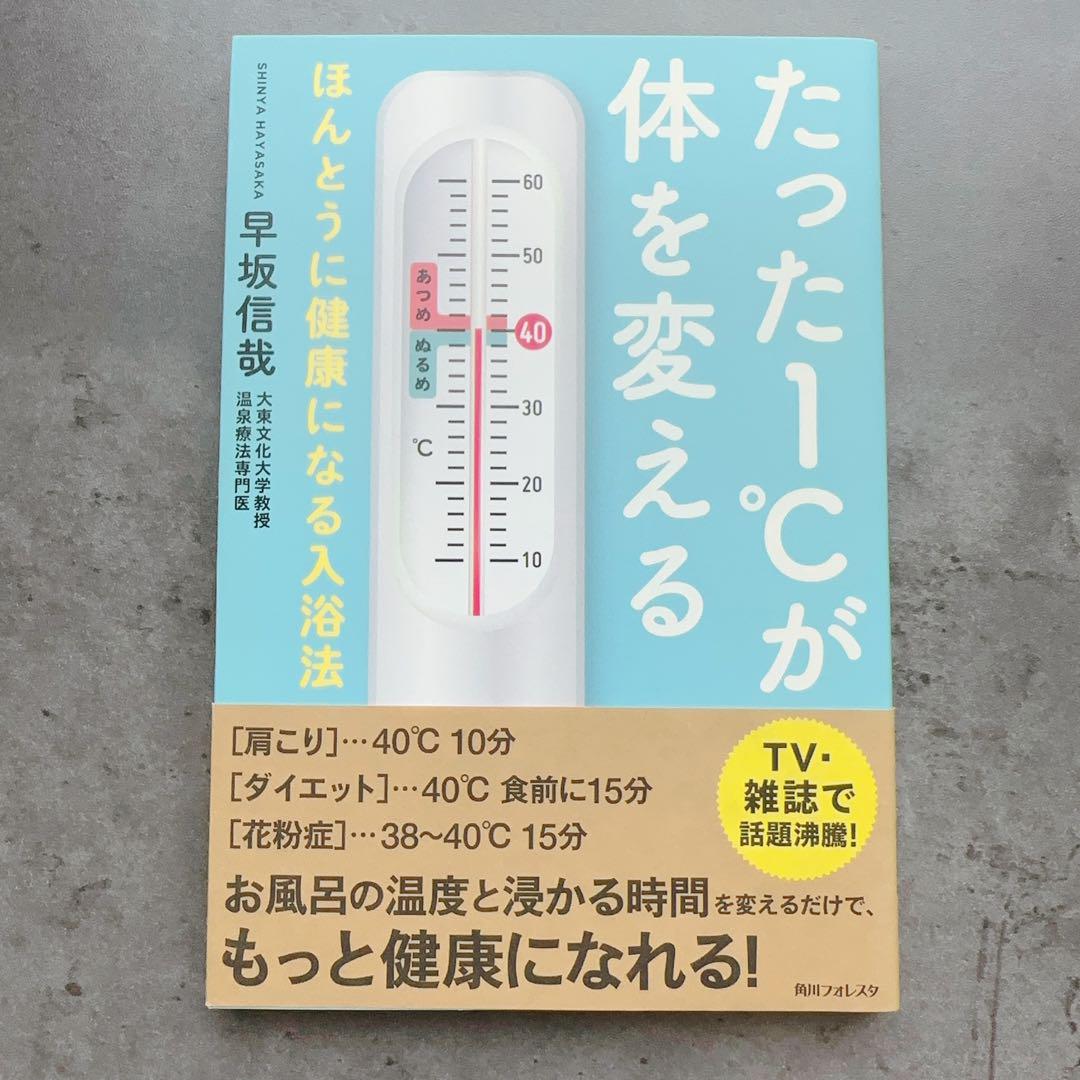 たった1℃が
体を変える
ほんとうに健康になる入浴法
SHINYA HAYASAKA
早坂信哉
大東文化大学教授
温泉療法専門医
60
50
40
30
20
10
あつめ
ぬるめ
℃
[肩こり]…40℃ 10分
[ダイエット]…40℃ 食前に15分
[花粉症]…38〜40℃ 15分
TV・
雑誌で
話題沸騰!
お風呂の温度と浸かる時間を変えるだけで、
もっと健康になれる!
角川フォレスタ